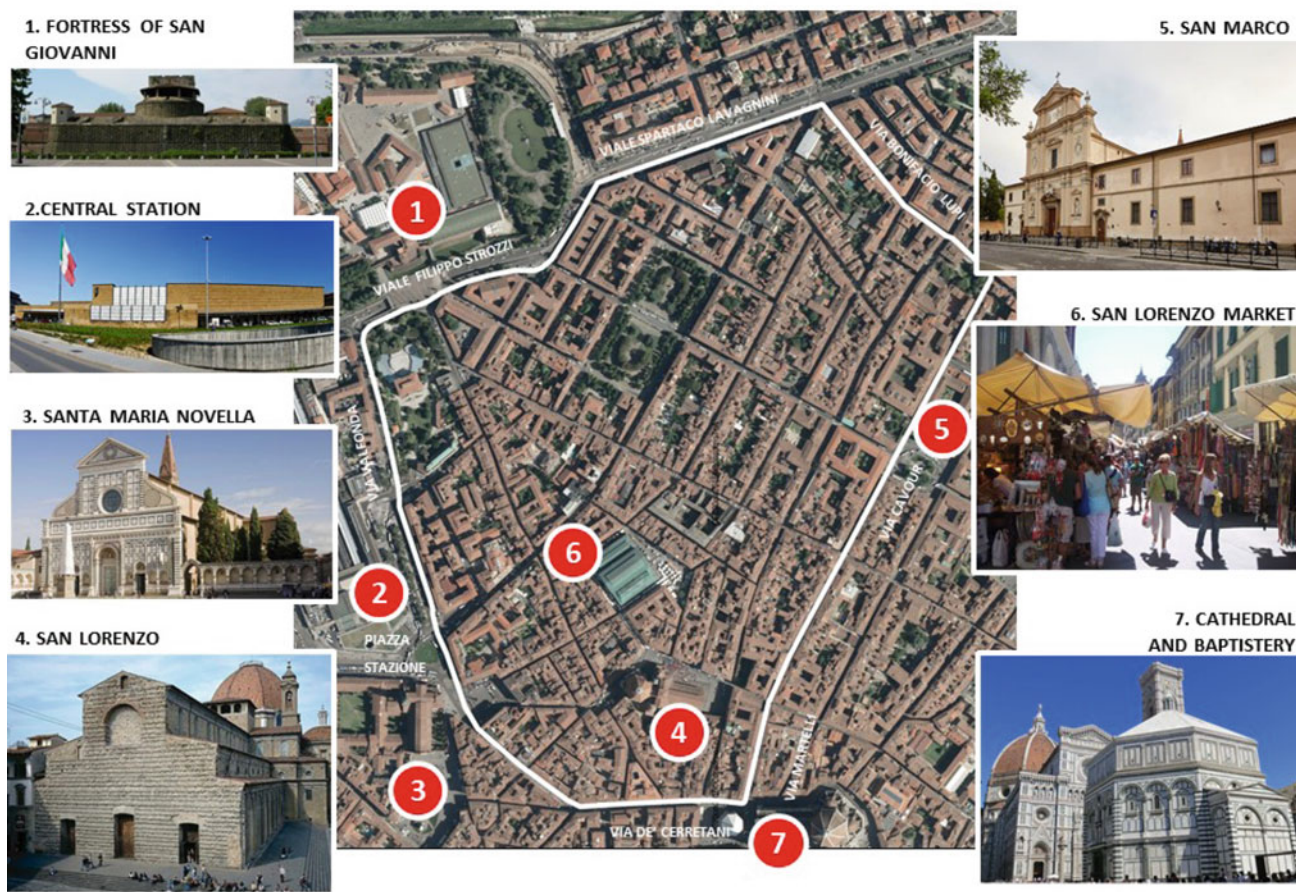 1. FORTRESS OF SAN
GIOVANNI
2.CENTRAL STATION
3. SANTA MARIA NOVELLA
4. SAN LORENZO
VIALE SPARTACO LAVAGNINI
VIA BONIFACIO LUPI
1
VIALE FILIPPO STROZZI
VIA VALFONDA
5
VIA CAVOUR
6
2
PIAZZA
STAZIONE
4
VIA MARTELLI
3
VIA DE' CERRETANI
7
5. SAN MARCO
6. SAN LORENZO MARKET
7. CATHEDRAL
AND BAPTISTERY